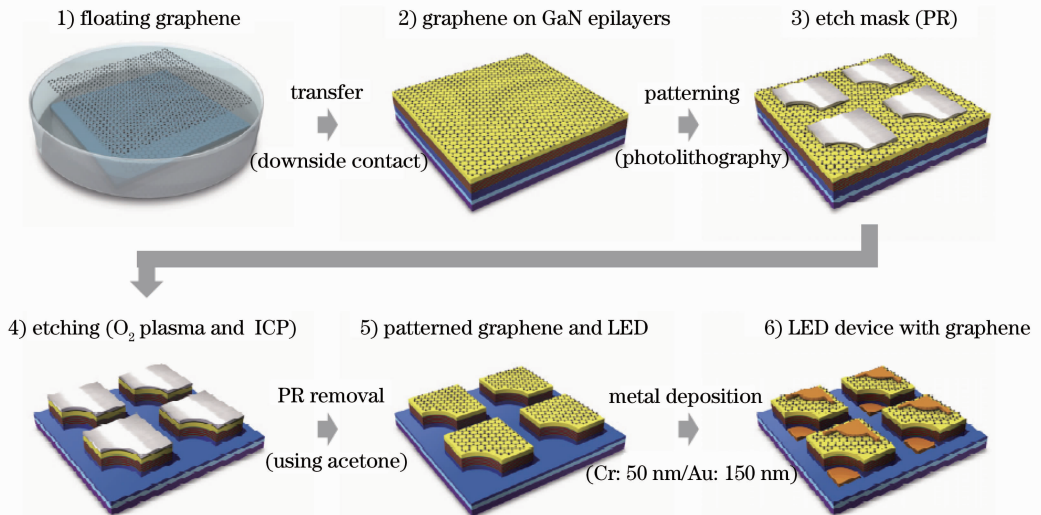 1) floating graphene
2) graphene on GaN epilayers
3) etch mask (PR)
transfer
(downside contact)
patterning
(photolithography)
4) etching (O₂ plasma and ICP)
5) patterned graphene and LED
6) LED device with graphene
PR removal
(using acetone)
metal deposition
(Cr: 50 nm/Au: 150 nm)